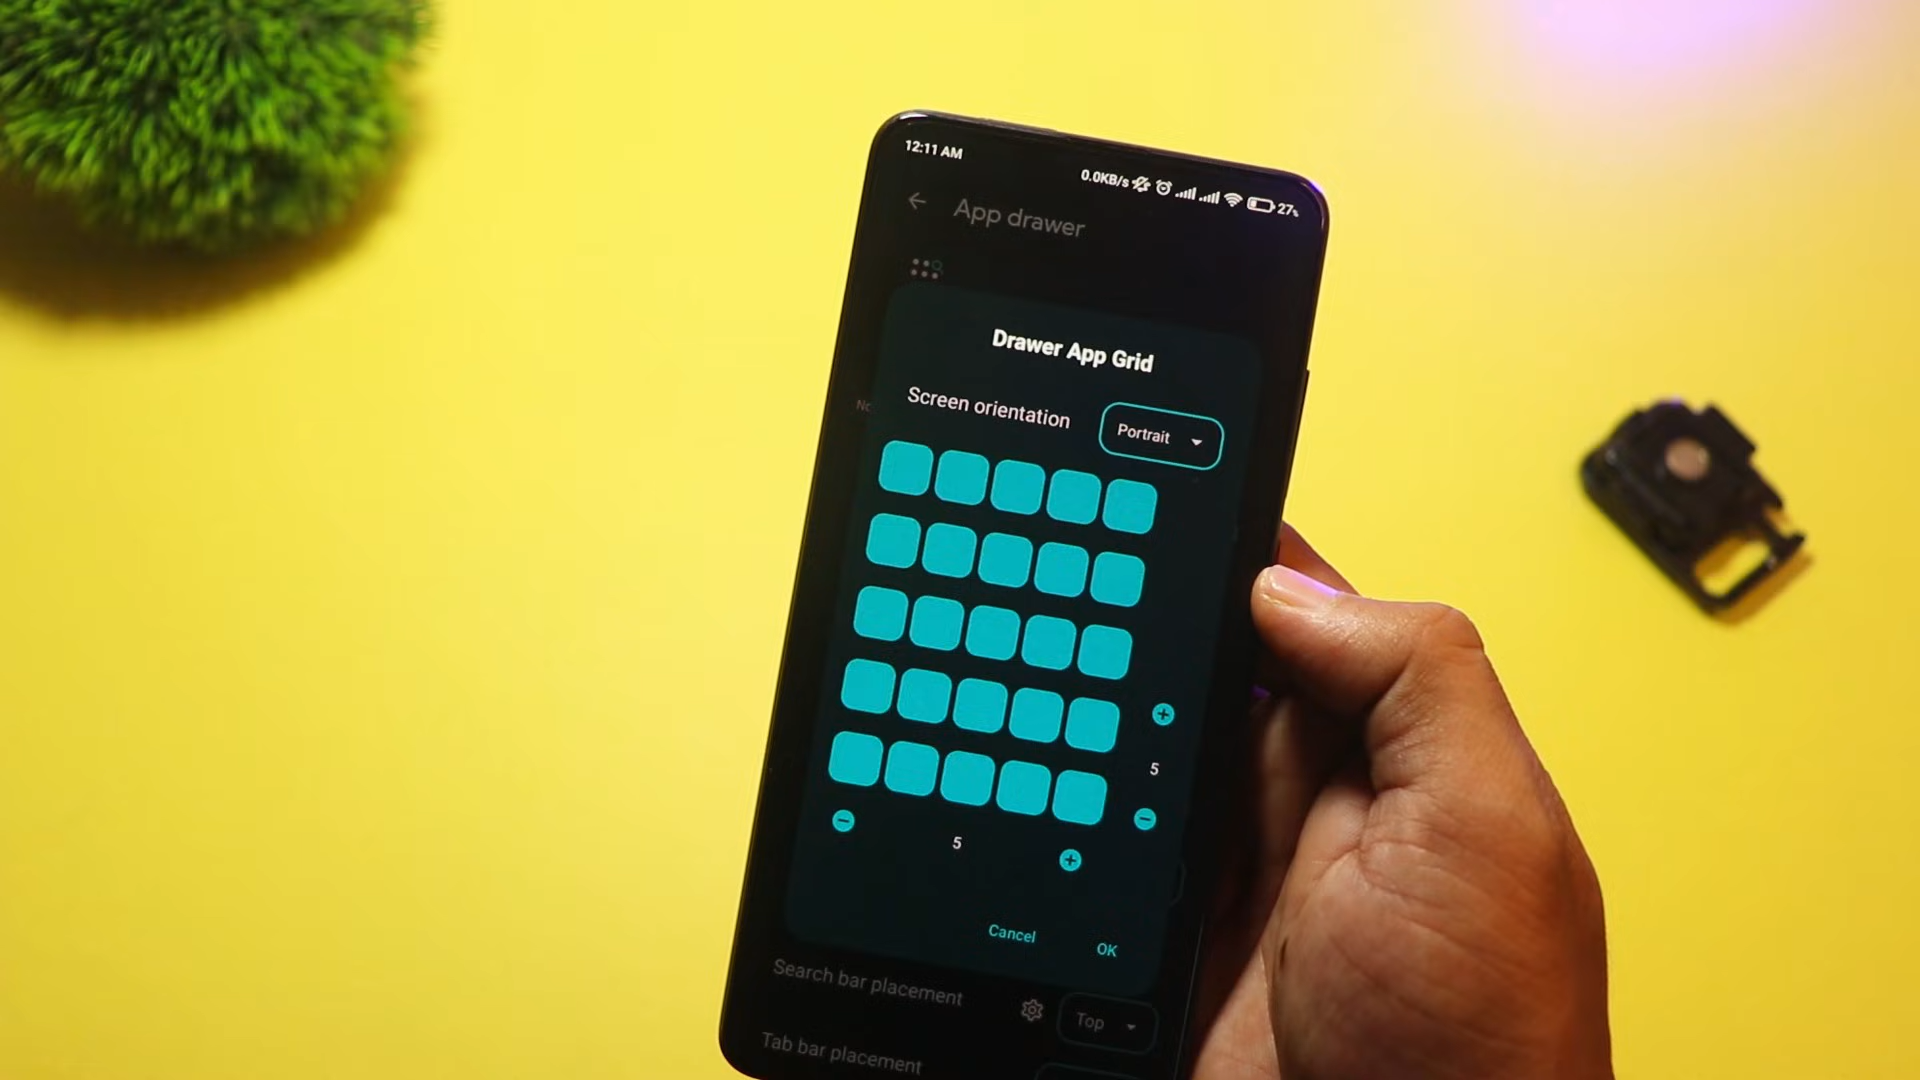 12:11 AM
0.0KB/s 27%
App drawer
Drawer App Grid
Screen orientation
Portrait
5
5
Cancel
OK
Search bar placement
Top
Tab bar placement